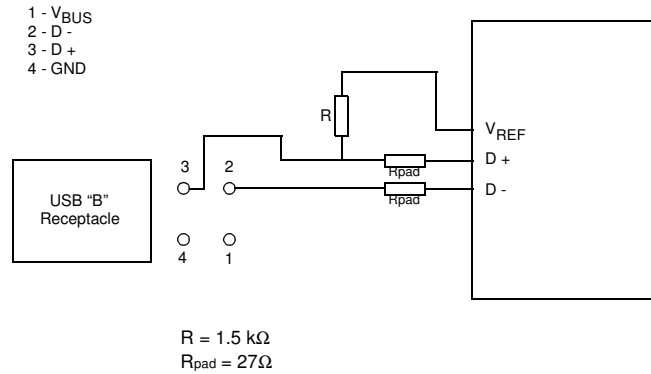 1 - VBUS
2 - D -
3 - D +
4 - GND
R
VREF
3
2
D +
Rpad
D -
Rpad
USB “B”
Receptacle
4
1
R = 1.5 kΩ
Rpad = 27Ω